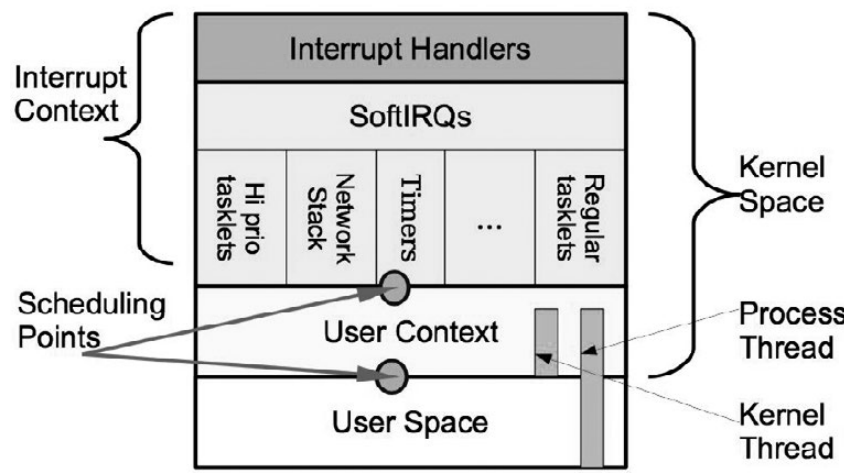 Interrupt Handlers
Interrupt
Context
SoftIRQs
Hi prio
tasklets
Network
Stack
Timers
...
Regular
tasklets
Kernel
Space
Scheduling
Points
User Context
Process
Thread
User Space
Kernel
Thread